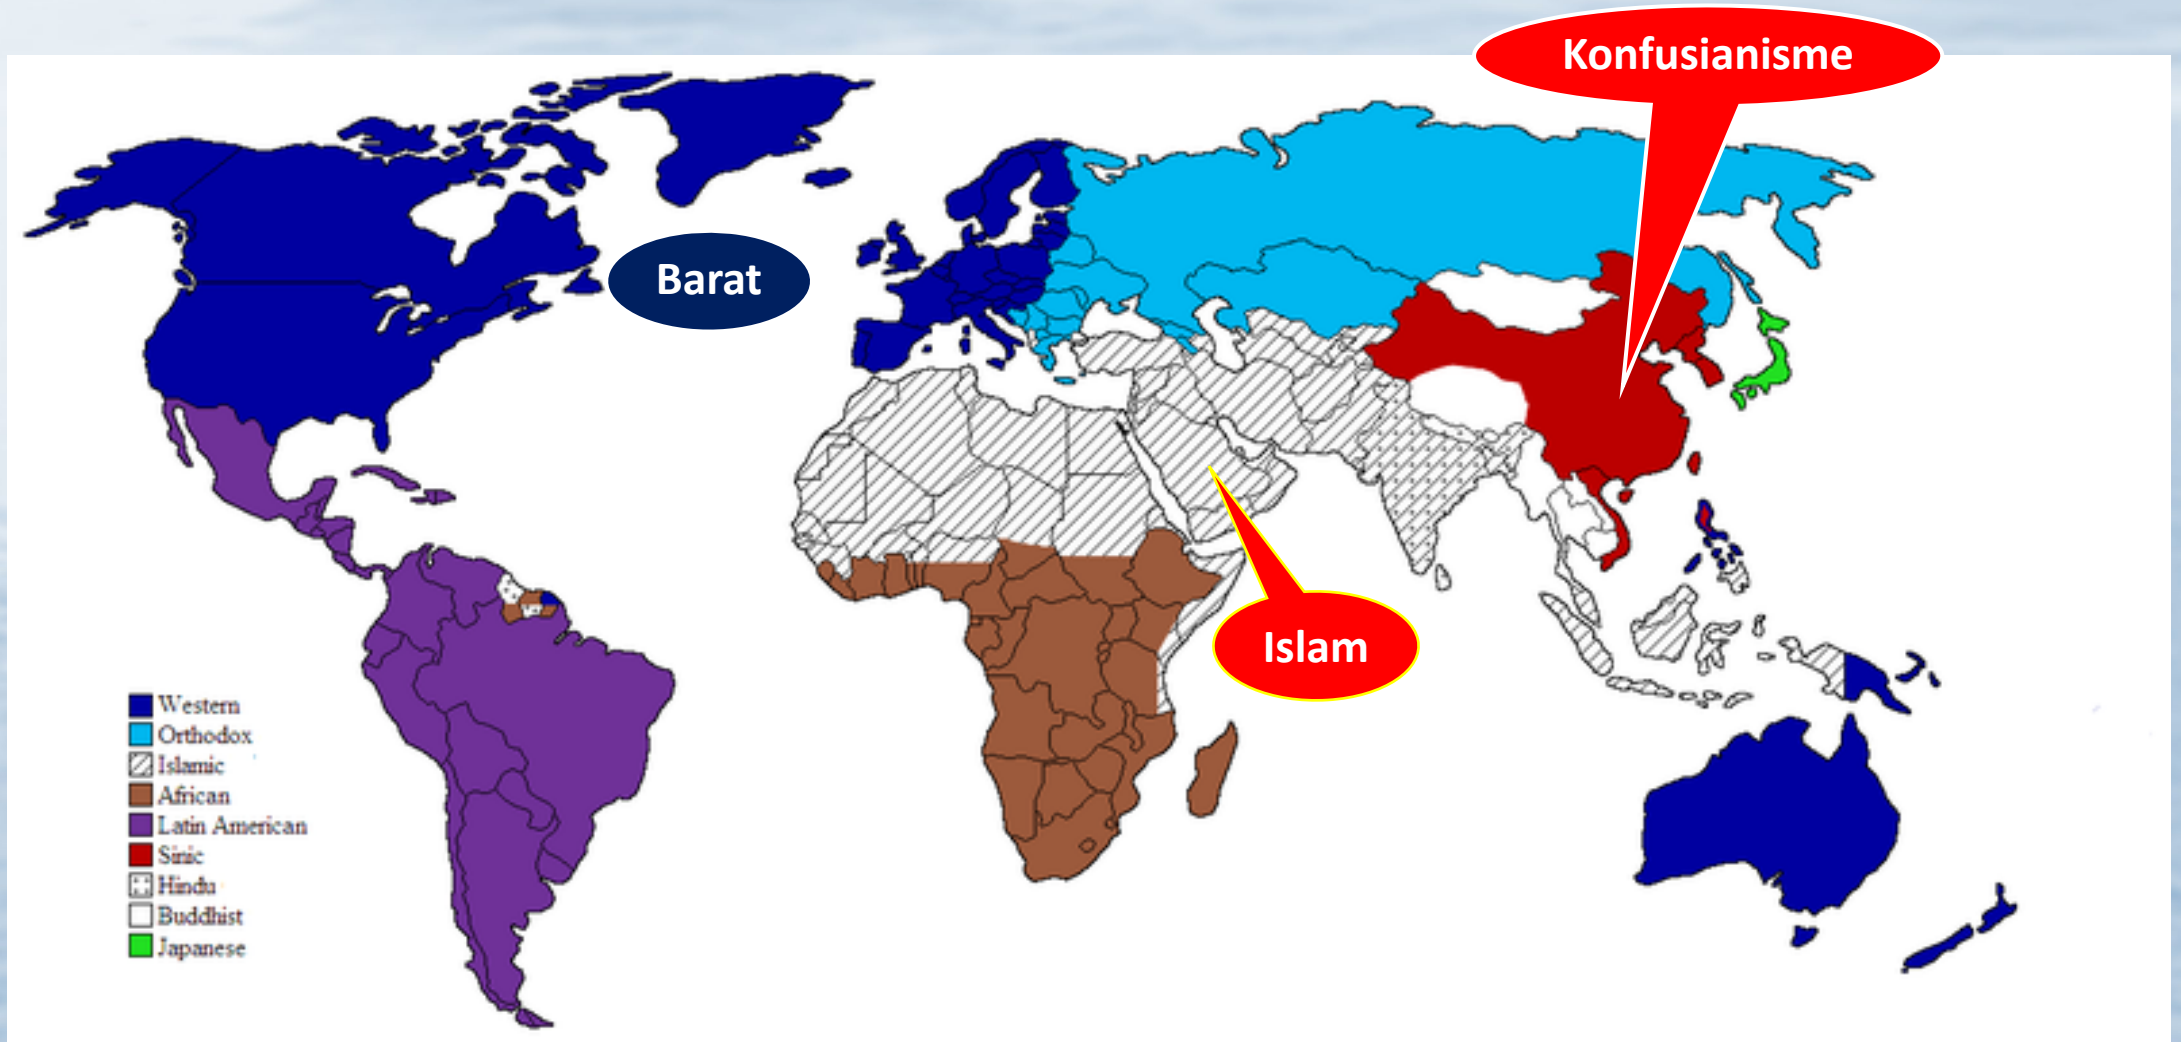 Konfusianisme
Barat
Islam
Western
Orthodox
Islamic
African
Latin American
Sinic
Hindu
Buddhist
Japanese